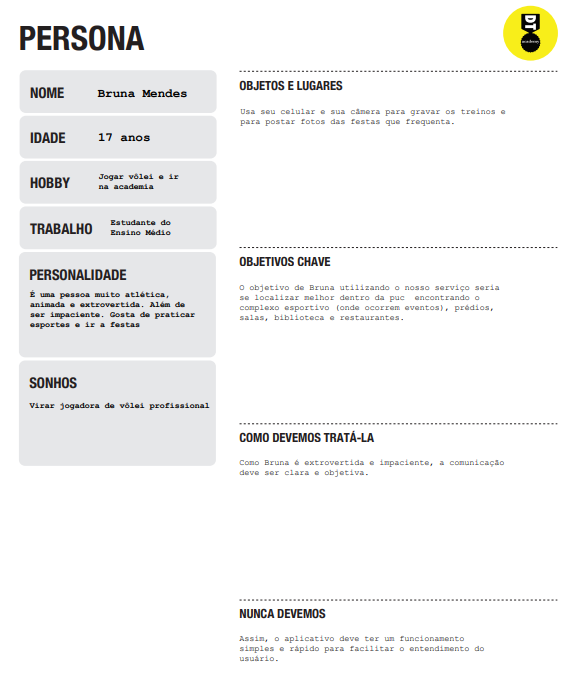 PERSONA
DT
academy
NOME
Bruna Mendes
IDADE
17 anos
HOBBY
Jogar vôlei e ir
na academia
TRABALHO
Estudante do
Ensino Médio
PERSONALIDADE
É uma pessoa muito atlética,
animada e extrovertida. Além de
ser impaciente. Gosta de praticar
esportes e ir a festas
SONHOS
Virar jogadora de vôlei profissional
OBJETOS E LUGARES
Usa seu celular e sua câmera para gravar os treinos e
para postar fotos das festas que frequenta.
OBJETIVOS CHAVE
O objetivo de Bruna utilizando o nosso serviço seria
se localizar melhor dentro da puc encontrando o
complexo esportivo (onde ocorrem eventos), prédios,
salas, biblioteca e restaurantes.
COMO DEVEMOS TRATÁ-LA
Como Bruna é extrovertida e impaciente, a comunicação
deve ser clara e objetiva.
NUNCA DEVEMOS
Assim, o aplicativo deve ter um funcionamento
simples e rápido para facilitar o entendimento do
usuário.